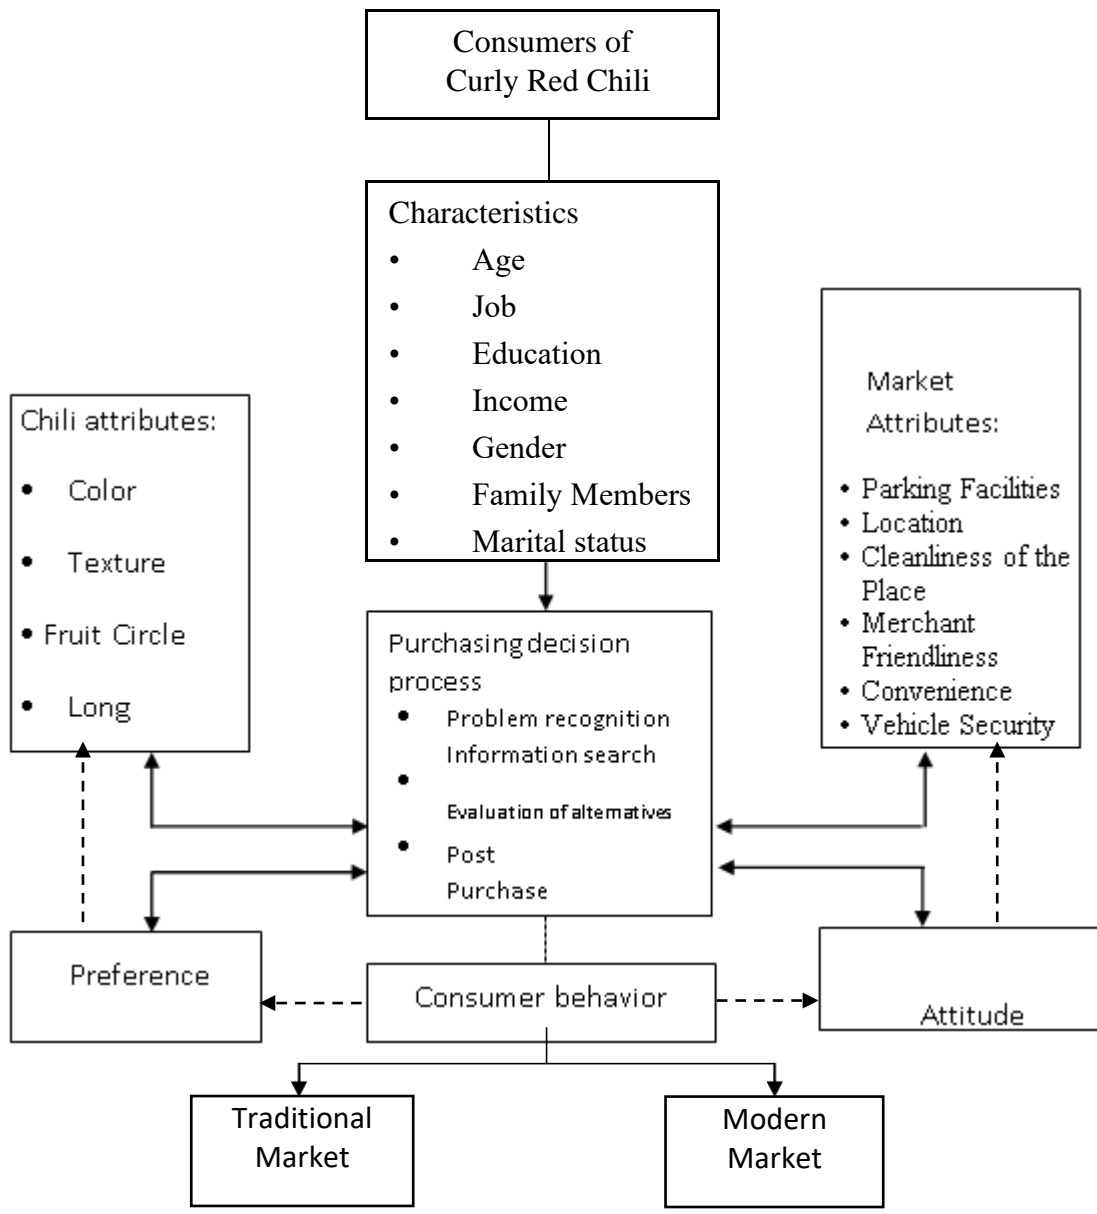 Consumers of
Curly Red Chili
Characteristics
• Age
• Job
• Education
• Income
• Gender
• Family Members
• Marital status
Chili attributes:
• Color
• Texture
• Fruit Circle
• Long
Market
Attributes:
• Parking Facilities
• Location
• Cleanliness of the
Place
• Merchant
Friendliness
• Convenience
• Vehicle Security
Purchasing decision
process
• Problem recognition
Information search
•
Evaluation of alternatives
• Post
Purchase
Preference
Consumer behavior
Attitude
Traditional
Market
Modern
Market